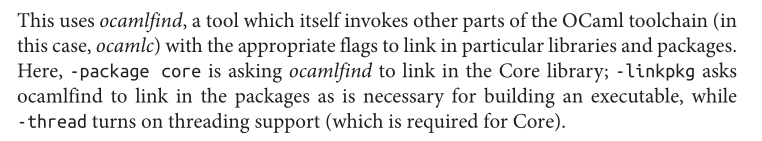 This uses ocamlfind, a tool which itself invokes other parts of the OCaml toolchain (in
this case, ocamlc) with the appropriate flags to link in particular libraries and packages.
Here, -package core is asking ocamlfind to link in the Core library; -linkpkg asks
ocamlfind to link in the packages as is necessary for building an executable, while
-thread turns on threading support (which is required for Core).